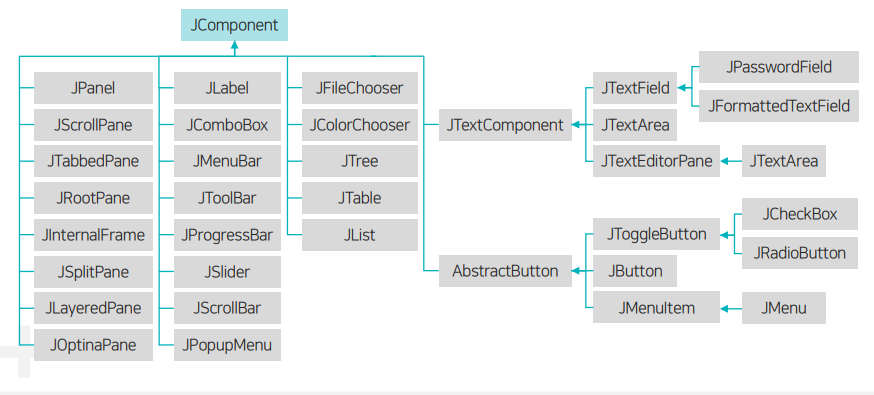 JComponent
JPanel
JScrollPane
JTabbedPane
JRootPane
JInternalFrame
JSplitPane
JLayeredPane
JOptinaPane
JLabel
JComboBox
JMenuBar
JToolBar
JProgressBar
JSlider
JScrollBar
JPopupMenu
JFileChooser
JColorChooser
JTree
JTable
JList
JTextComponent
JTextField
JTextArea
JTextEditorPane
JPasswordField
JFormattedTextField
JTextArea
AbstractButton
JToggleButton
JButton
JMenuItem
JCheckBox
JRadioButton
JMenu